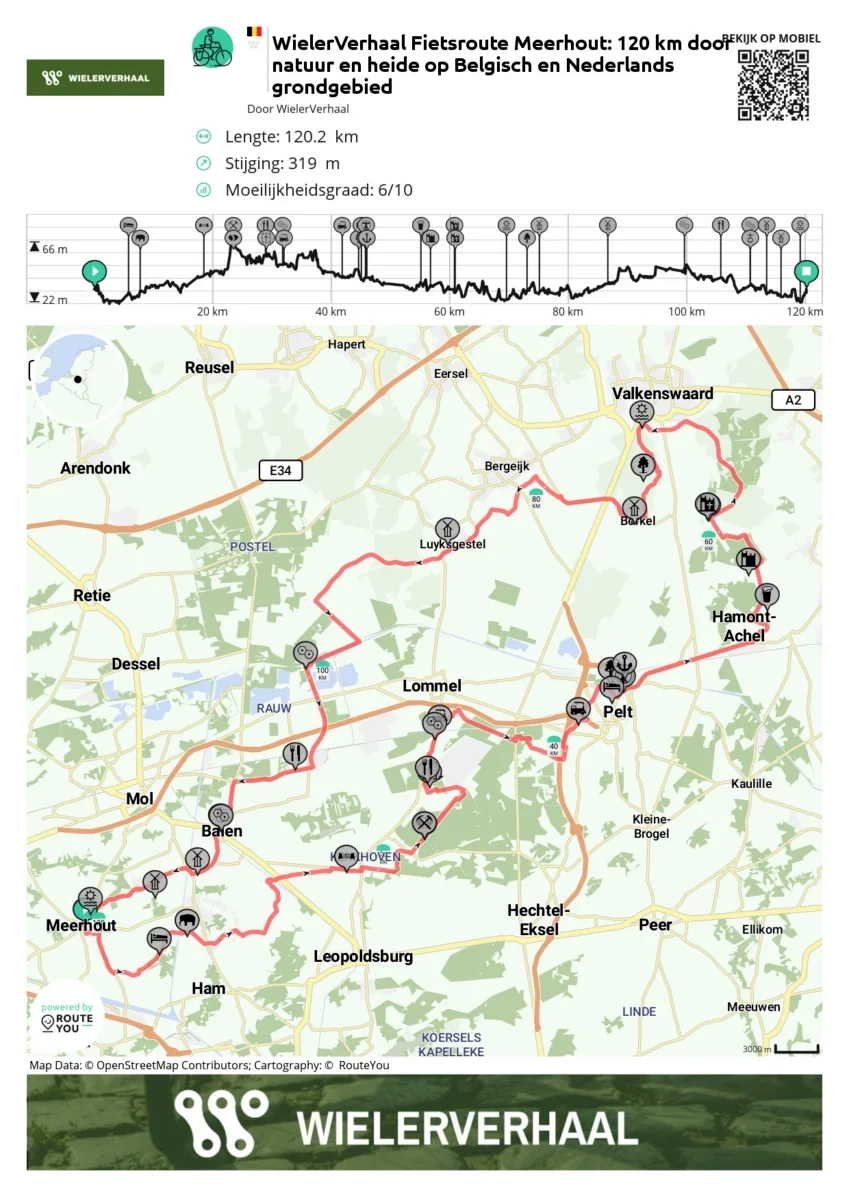 WIELERVERHAAL
WielerVerhaal Fietsroute Meerhout: 120 km door
natuur en heide op Belgisch en Nederlands
grondgebied
BEKIJK OP MOBIEL
Door WielerVerhaal
Lengte: 120.2 km
Stijging: 319 m
Moeilijkheidsgraad: 6/10
66 m
22 m
20 km
40 km
60 km
80 km
100 km
120 km
Hapert
Reusel
Eersel
Valkenswaard
A2
Arendonk
E34
Bergeijk
80
KM
Borkel
Luyksgestel
POSTEL
60
KM
Retie
Hamont-
Achel
Dessel
100
KM
Lommel
RAUW
Pelt
40
KM
Kaulille
Mol
Kleine-
Brogel
Balen
Meerhout
Hechtel-
Eksel
Peer
Ellikom
Leopoldsburg
Ham
Meeuwen
LINDE
powered by
ROUTE
YOU
KOERSELS
KAPELLEKE
3000 m
Map Data: © OpenStreetMap Contributors; Cartography: © RouteYou
WIELERVERHAAL